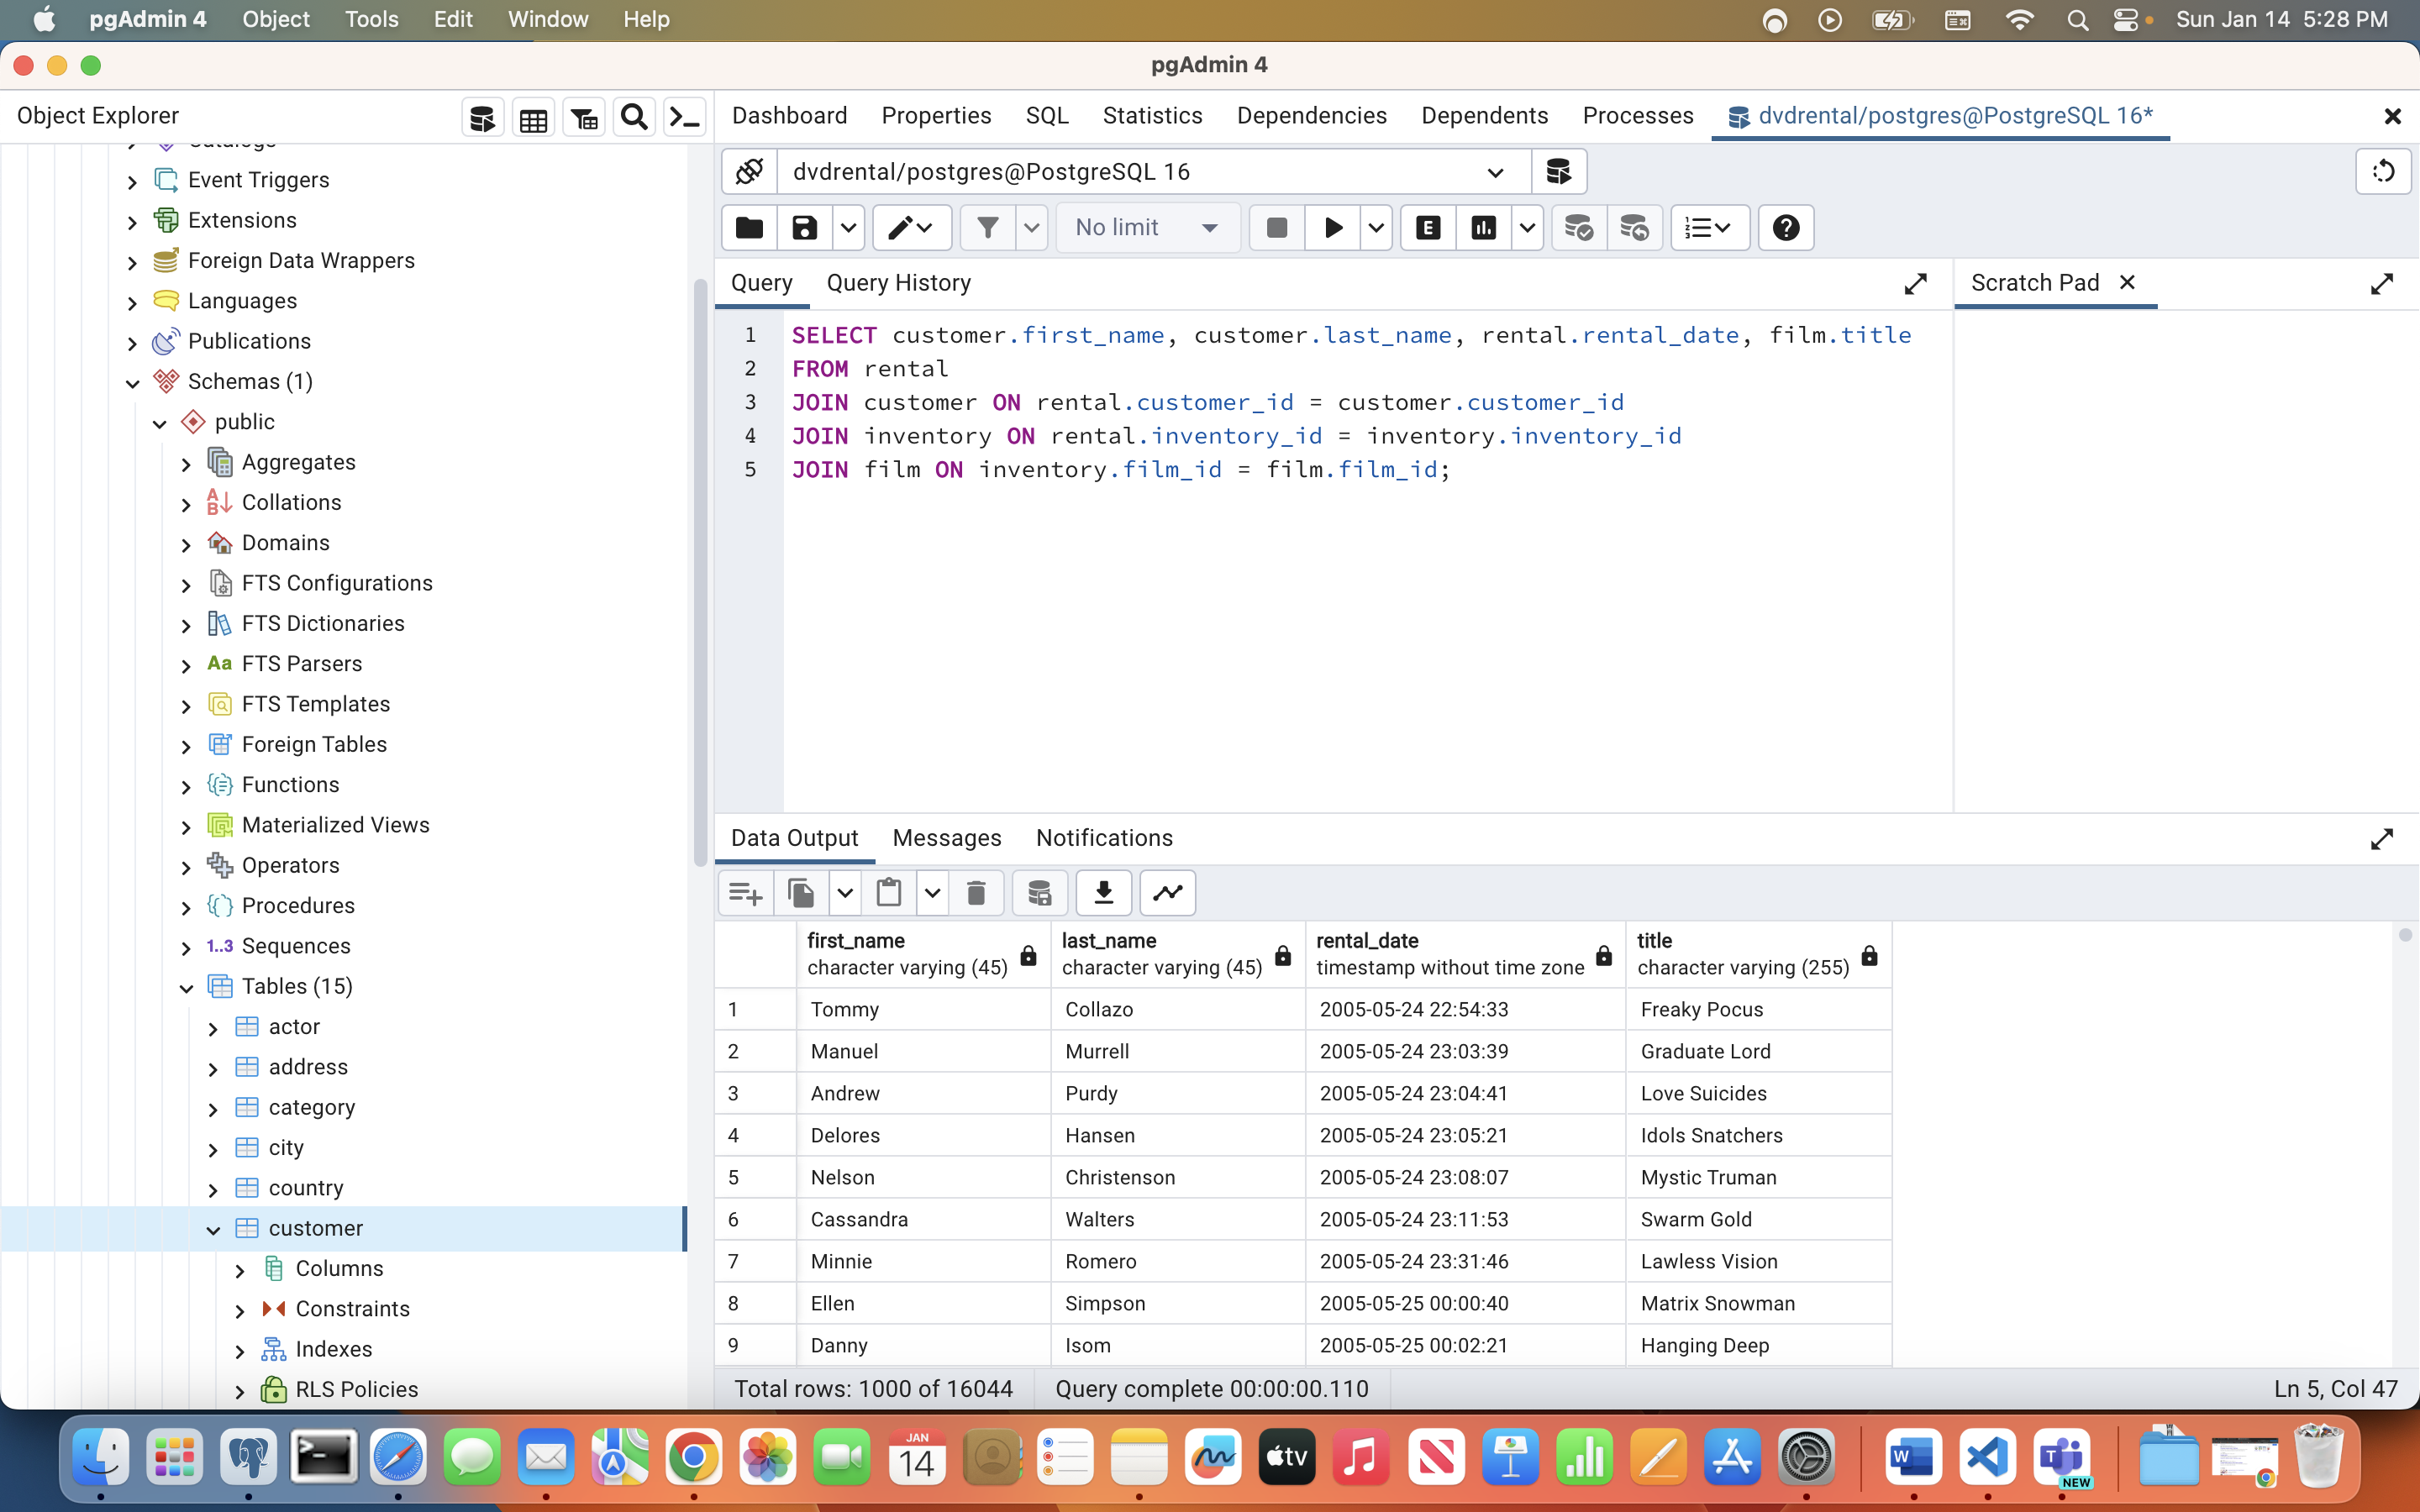 pgAdmin 4 Object Tools Edit Window Help Sun Jan 14 5:28 PM
pgAdmin 4
Object Explorer
Catalogs
Event Triggers
Extensions
Foreign Data Wrappers
Languages
Publications
Schemas (1)
public
Aggregates
Collations
Domains
FTS Configurations
FTS Dictionaries
Aa FTS Parsers
FTS Templates
Foreign Tables
Functions
Materialized Views
Operators
Procedures
1..3 Sequences
Tables (15)
actor
address
category
city
country
customer
Columns
Constraints
Indexes
RLS Policies
Dashboard Properties SQL Statistics Dependencies Dependents Processes dvdrental/postgres@PostgreSQL 16*
dvdrental/postgres@PostgreSQL 16
No limit E
Query Query History Scratch Pad
1 SELECT customer.first_name, customer.last_name, rental.rental_date, film.title
2 FROM rental
3 JOIN customer ON rental.customer_id = customer.customer_id
4 JOIN inventory ON rental.inventory_id = inventory.inventory_id
5 JOIN film ON inventory.film_id = film.film_id;
Data Output Messages Notifications
first_name last_name rental_date title
character varying (45) character varying (45) timestamp without time zone character varying (255)
1 Tommy Collazo 2005-05-24 22:54:33 Freaky Pocus
2 Manuel Murrell 2005-05-24 23:03:39 Graduate Lord
3 Andrew Purdy 2005-05-24 23:04:41 Love Suicides
4 Delores Hansen 2005-05-24 23:05:21 Idols Snatchers
5 Nelson Christenson 2005-05-24 23:08:07 Mystic Truman
6 Cassandra Walters 2005-05-24 23:11:53 Swarm Gold
7 Minnie Romero 2005-05-24 23:31:46 Lawless Vision
8 Ellen Simpson 2005-05-25 00:00:40 Matrix Snowman
9 Danny Isom 2005-05-25 00:02:21 Hanging Deep
Total rows: 1000 of 16044 Query complete 00:00:00.110 Ln 5, Col 47
JAN
14
tv
W
T
NEW